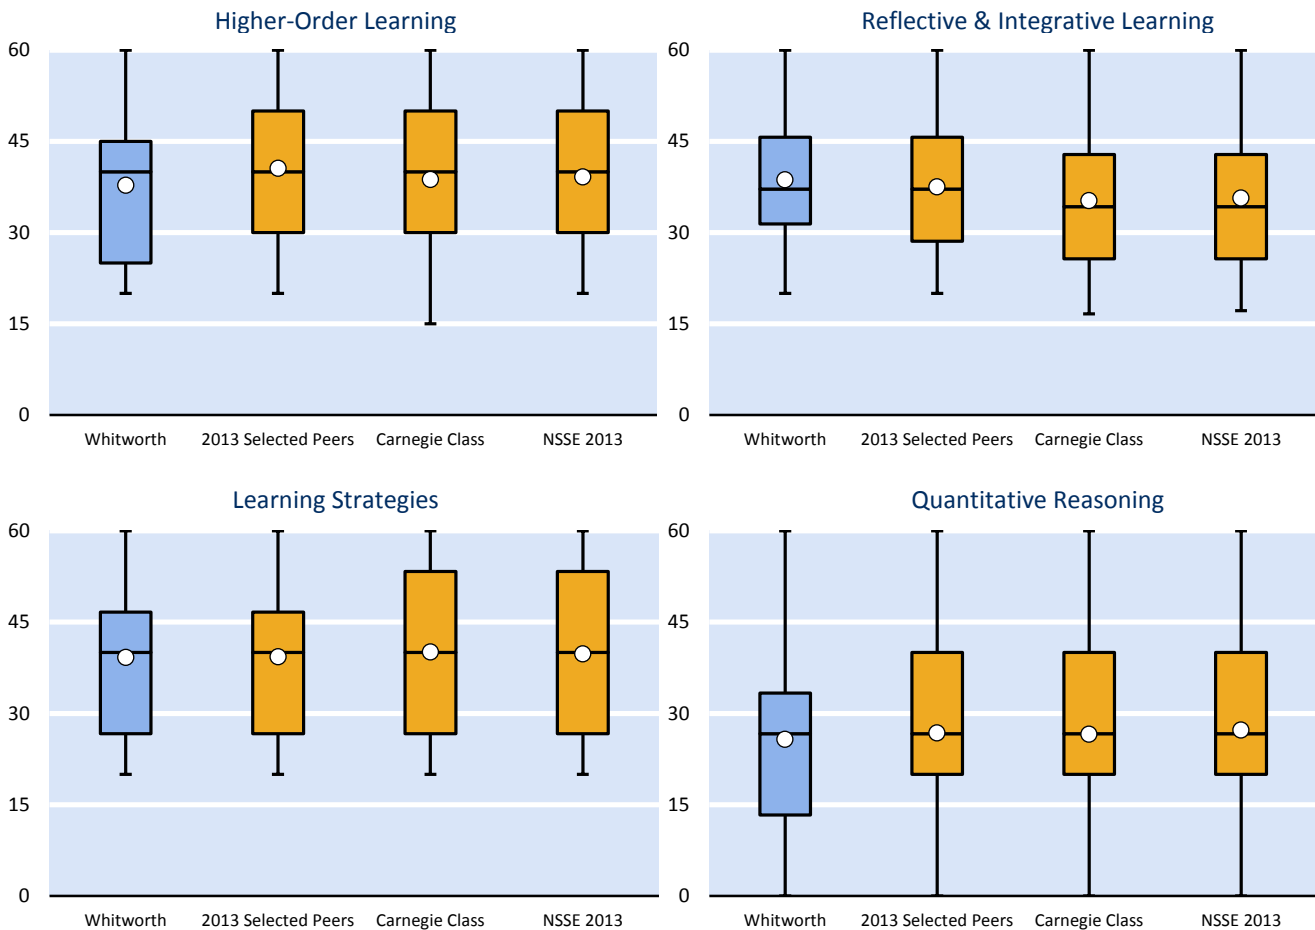 Higher-Order Learning
60
45
30
15
0
Whitworth 2013 Selected Peers Carnegie Class NSSE 2013
Reflective & Integrative Learning
60
45
30
15
0
Whitworth 2013 Selected Peers Carnegie Class NSSE 2013
Learning Strategies
60
45
30
15
0
Whitworth 2013 Selected Peers Carnegie Class NSSE 2013
Quantitative Reasoning
60
45
30
15
0
Whitworth 2013 Selected Peers Carnegie Class NSSE 2013